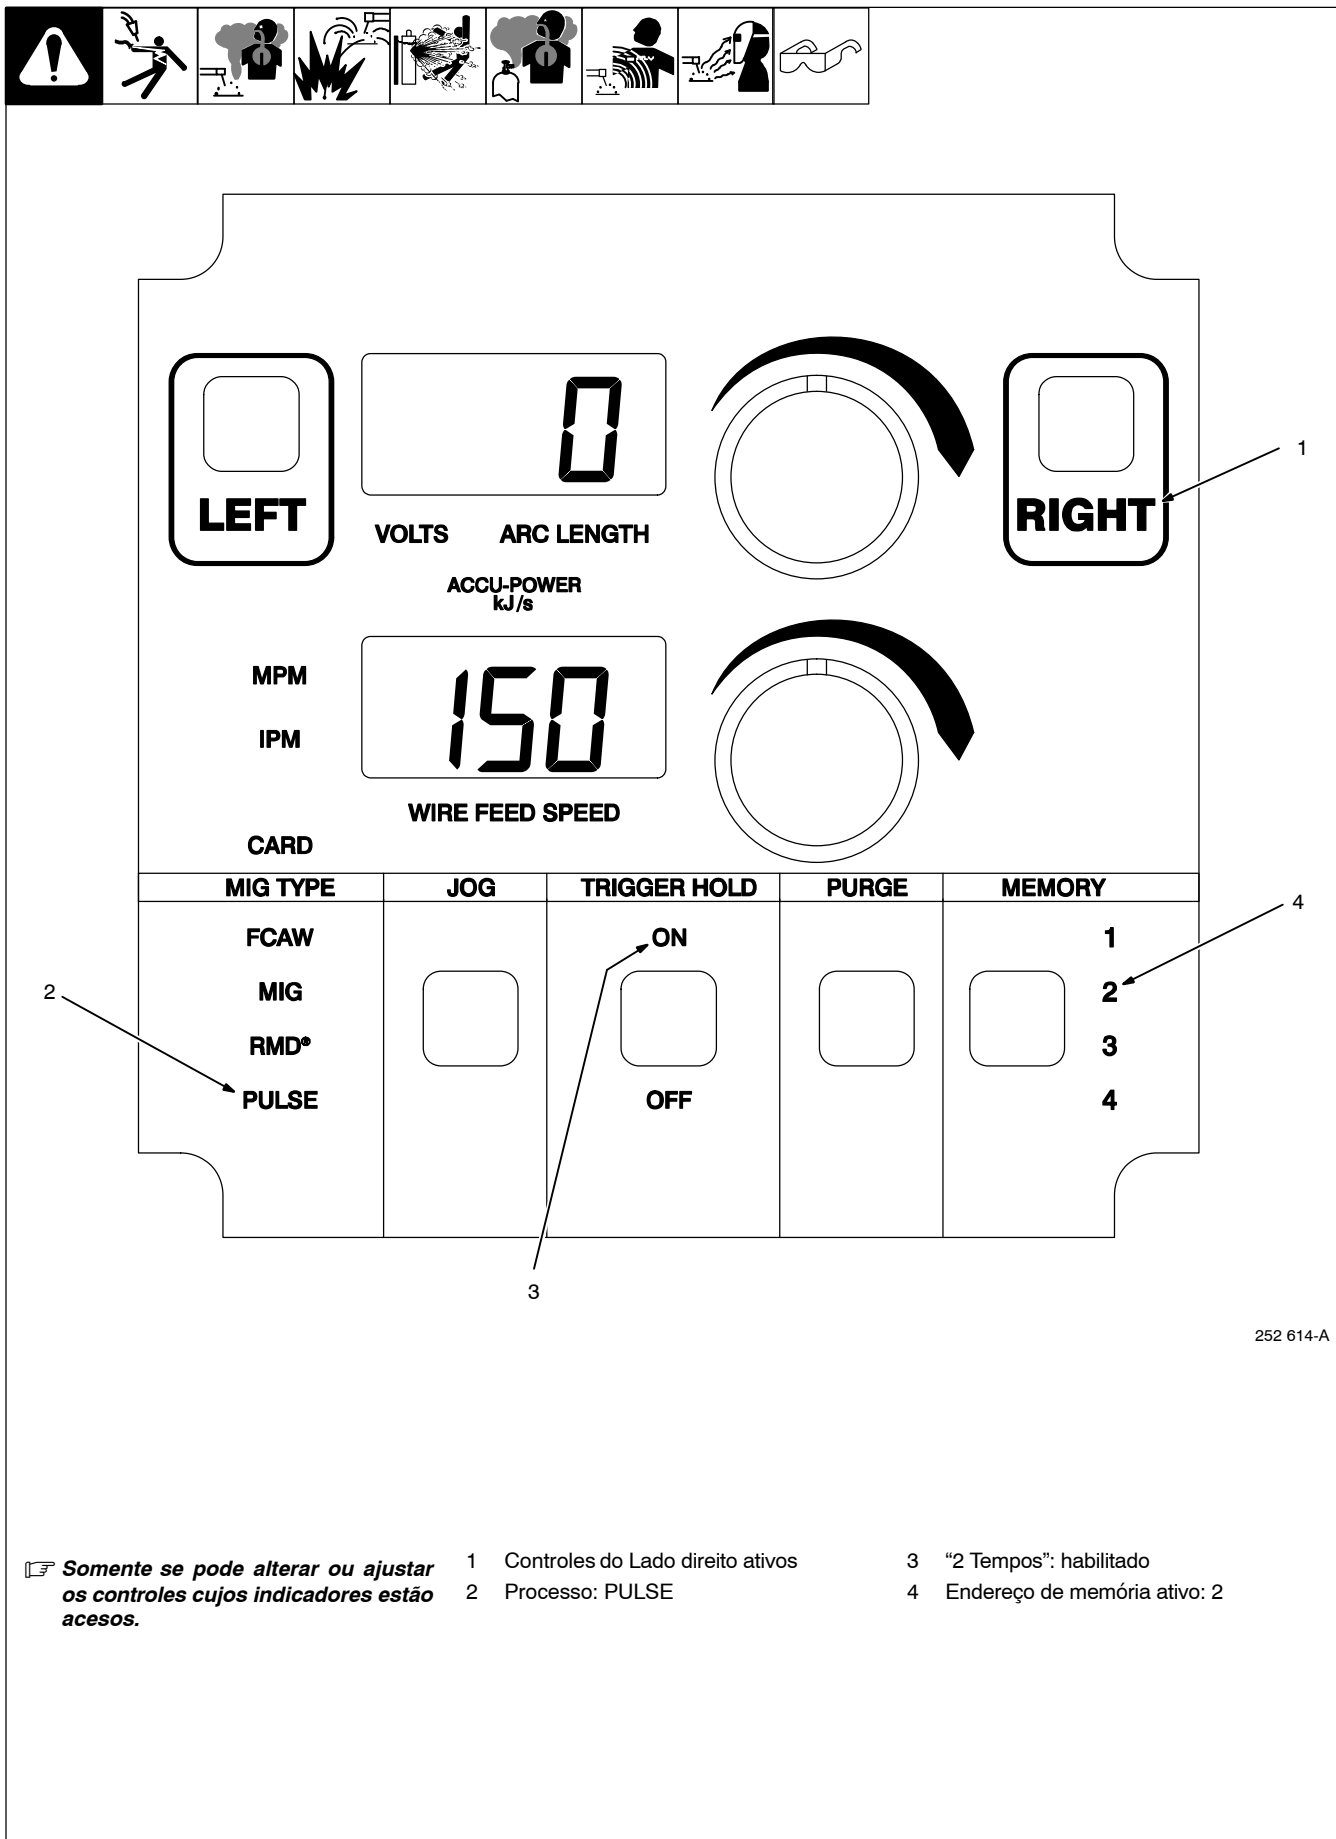 0
LEFT
RIGHT
1
VOLTS ARC LENGTH
ACCU-POWER
kJ/s
MPM
150
IPM
WIRE FEED SPEED
CARD
MIG TYPE JOG TRIGGER HOLD PURGE MEMORY
4
FCAW ON 1
2
MIG 2
RMD® 3
PULSE OFF 4
3
252 614-A
Somente se pode alterar ou ajustar
os controles cujos indicadores estão
acesos.
1 Controles do Lado direito ativos
2 Processo: PULSE
3 “2 Tempos”: habilitado
4 Endereço de memória ativo: 2